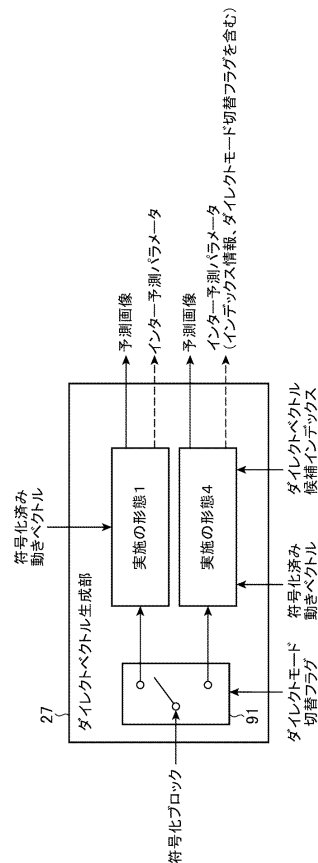 符号化済み
動きベクトル
27
ダイレクトベクトル生成部
実施の形態1
予測画像
インター予測パラメータ
符号化ブロック
91
実施の形態4
予測画像
インター予測パラメータ
(インデックス情報、ダイレクトモード切替フラグを含む)
ダイレクトモード
切替フラグ
符号化済み
動きベクトル
ダイレクトベクトル
候補インデックス